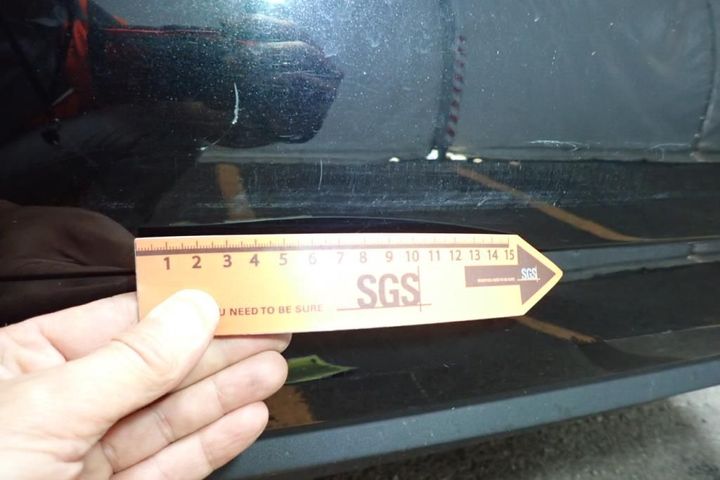 1 2 3 4 5 6 7 8 9 10 11 12 13 14 15
SGS
U NEED TO BE SURE
SGS